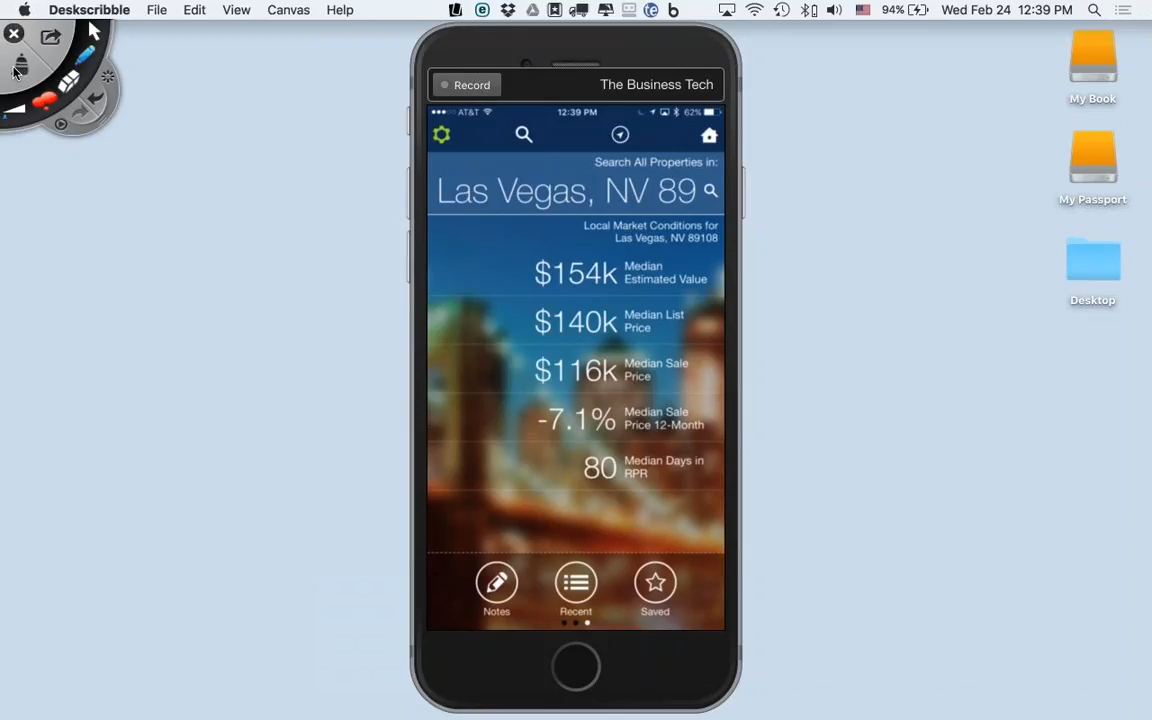 Deskscribble File Edit View Canvas Help 94% Wed Feb 24 12:39 PM
Record The Business Tech
AT&T 12:39 PM 62%
Search All Properties in:
Las Vegas, NV 89
Local Market Conditions for
Las Vegas, NV 89108
$154k Median
Estimated Value
$140k Median List
Price
$116k Median Sale
Price
-7.1% Median Sale
Price 12-Month
80 Median Days in
RPR
Notes Recent Saved
My Book
My Passport
Desktop